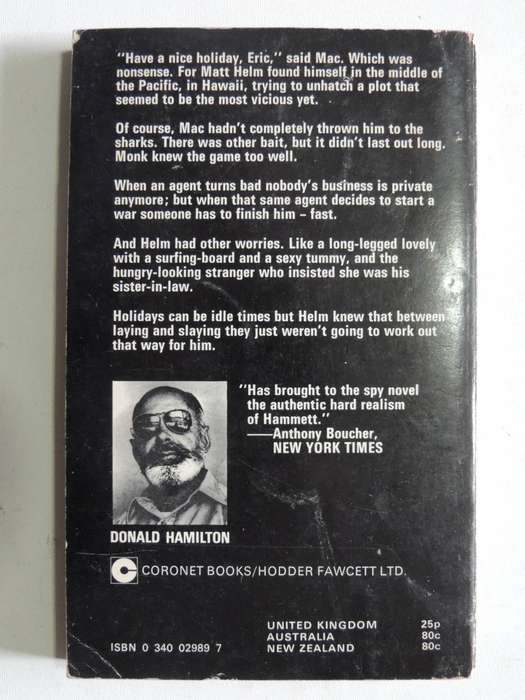 "Have a nice holiday, Eric," said Mac. Which was
nonsense. For Matt Helm found himself in the middle of
the Pacific, in Hawaii, trying to unhatch a plot that
seemed to be the most vicious yet.
Of course, Mac hadn't completely thrown him to the
sharks. There was other bait, but it didn't last out long.
Monk knew the game too well.
When an agent turns bad nobody's business is private
anymore; but when that same agent decides to start a
war someone has to finish him – fast.
And Helm had other worries. Like a long-legged lovely
with a surfing-board and a sexy tummy, and the
hungry-looking stranger who insisted she was his
sister-in-law.
Holidays can be idle times but Helm knew that between
laying and slaying they just weren't going to work out
that way for him.
"Has brought to the spy novel
the authentic hard realism
of Hammett."
—Anthony Boucher,
NEW YORK TIMES
DONALD HAMILTON
C CORONET BOOKS/HODDER FAWCETT LTD.
UNITED KINGDOM 25p
AUSTRALIA 80c
NEW ZEALAND 80c
ISBN 0 340 02989 7